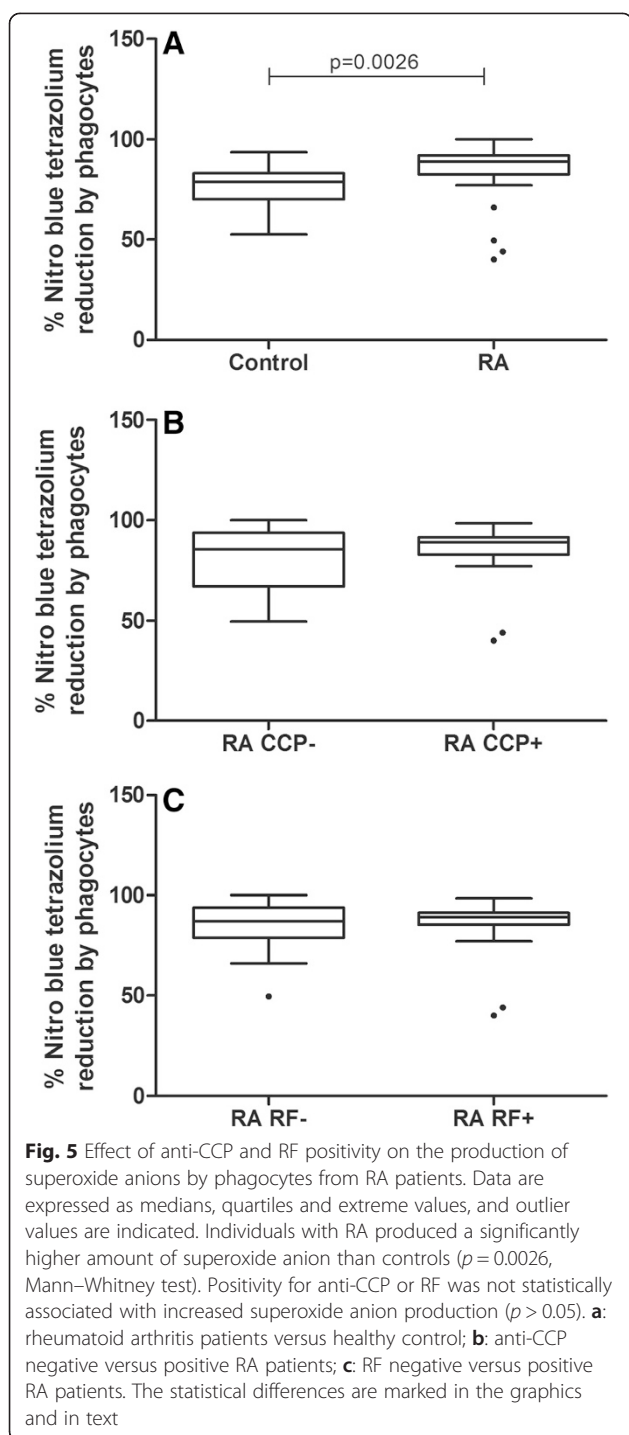 A
p=0.0026
% Nitro blue tetrazolium
reduction by phagocytes
150
100
50
0
Control RA
B
% Nitro blue tetrazolium
reduction by phagocytes
150
100
50
0
RA CCP- RA CCP+
C
% Nitro blue tetrazolium
reduction by phagocytes
150
100
50
0
RA RF- RA RF+
Fig. 5 Effect of anti-CCP and RF positivity on the production of
superoxide anions by phagocytes from RA patients. Data are
expressed as medians, quartiles and extreme values, and outlier
values are indicated. Individuals with RA produced a significantly
higher amount of superoxide anion than controls (p = 0.0026,
Mann–Whitney test). Positivity for anti-CCP or RF was not statistically
associated with increased superoxide anion production (p > 0.05). a:
rheumatoid arthritis patients versus healthy control; b: anti-CCP
negative versus positive RA patients; c: RF negative versus positive
RA patients. The statistical differences are marked in the graphics
and in text